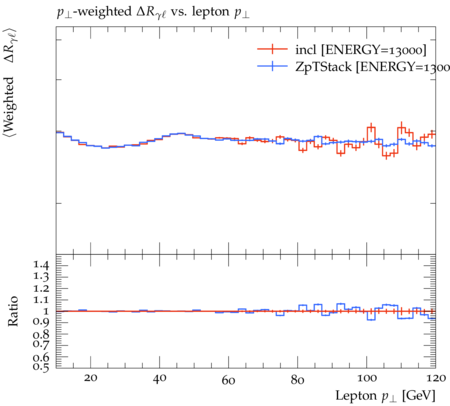 p⊥-weighted ΔRγℓ vs. lepton p⊥
⟨Weighted ΔRγℓ⟩
incl [ENERGY=13000]
ZpTStack [ENERGY=1300
1.4
1.3
1.2
1.1
1
0.9
0.8
0.7
0.6
0.5
Ratio
20 40 60 80 100 120
Lepton p⊥ [GeV]